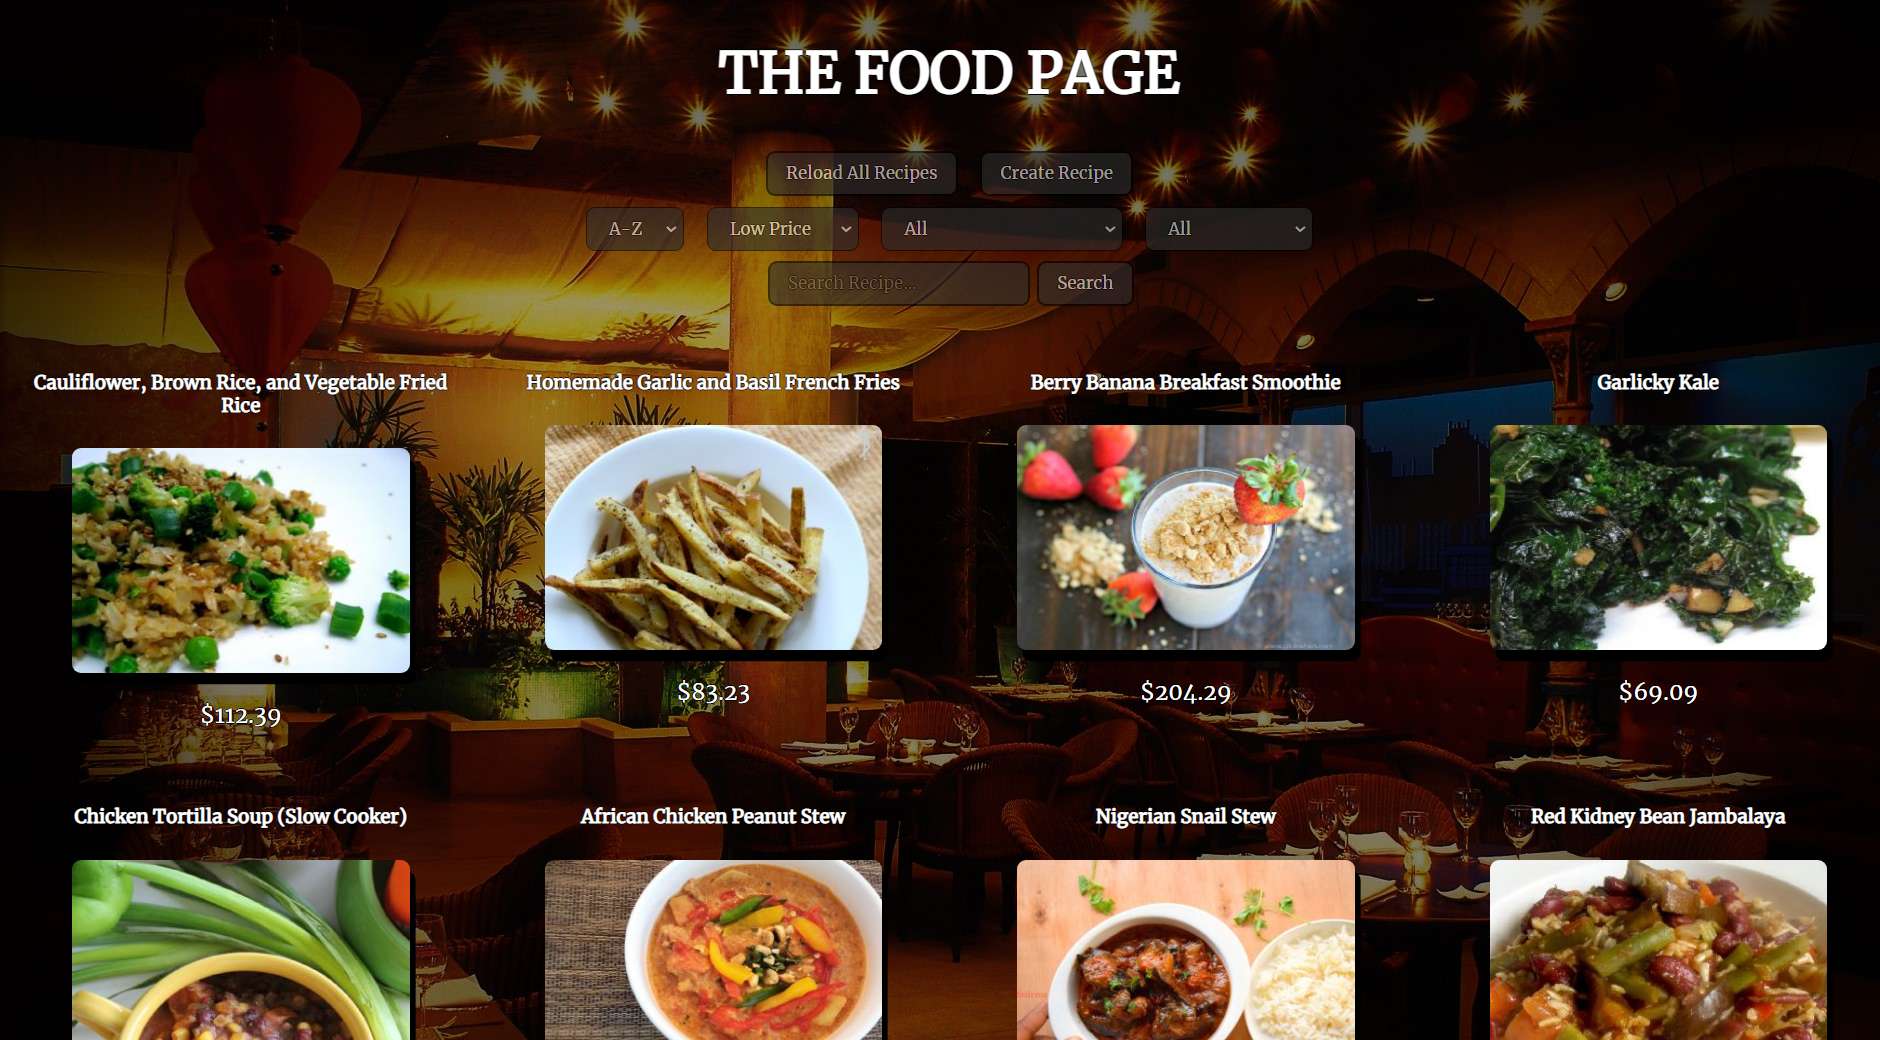 THE FOOD PAGE
Reload All Recipes
Create Recipe
A-Z
Low Price
All
All
Search Recipe...
Search
Cauliflower, Brown Rice, and Vegetable Fried
Rice
Homemade Garlic and Basil French Fries
Berry Banana Breakfast Smoothie
Garlicky Kale
$112.39
$83.23
$204.29
$69.09
Chicken Tortilla Soup (Slow Cooker)
African Chicken Peanut Stew
Nigerian Snail Stew
Red Kidney Bean Jambalaya